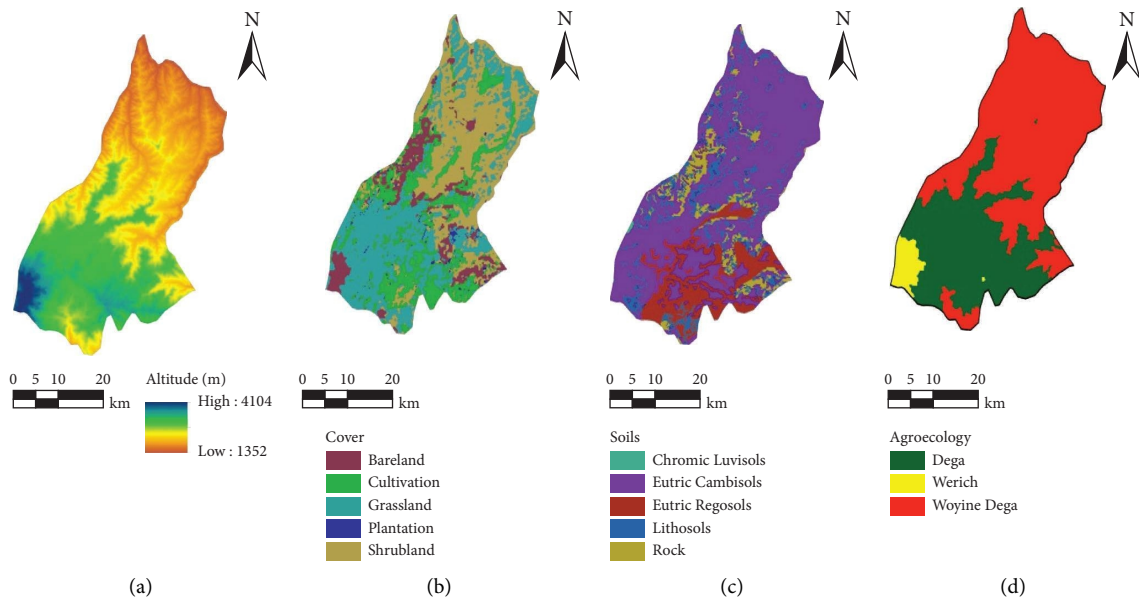 N
0 5 10 20
km
Altitude (m)
High : 4104
Low : 1352
(a)
N
0 5 10 20
km
Cover
Bareland
Cultivation
Grassland
Plantation
Shrubland
(b)
N
0 5 10 20
km
Soils
Chromic Luvisols
Eutric Cambisols
Eutric Regosols
Lithosols
Rock
(c)
N
0 5 10 20
km
Agroecology
Dega
Werich
Woyine Dega
(d)